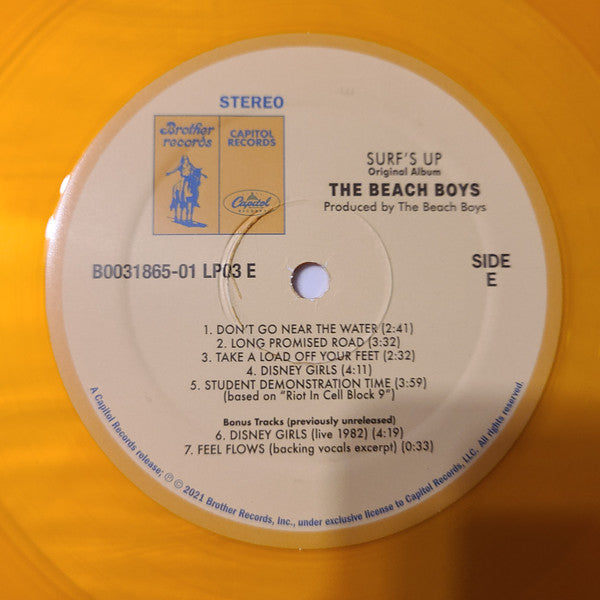 STEREO
Brother
records
CAPITOL
RECORDS
Capitol
RECORDS
SURF'S UP
Original Album
THE BEACH BOYS
Produced by The Beach Boys
B0031865-01 LP03 E
SIDE
E
1. DON'T GO NEAR THE WATER (2:41)
2. LONG PROMISED ROAD (3:32)
3. TAKE A LOAD OFF YOUR FEET (2:32)
4. DISNEY GIRLS (4:11)
5. STUDENT DEMONSTRATION TIME (3:59)
(based on "Riot In Cell Block 9")
Bonus Tracks (previously unreleased)
6. DISNEY GIRLS (live 1982) (4:19)
7. FEEL FLOWS (backing vocals excerpt) (0:33)
A Capitol Records release; ℗ © 2021 Brother Records, Inc., under exclusive license to Capitol Records, LLC. All rights reserved.